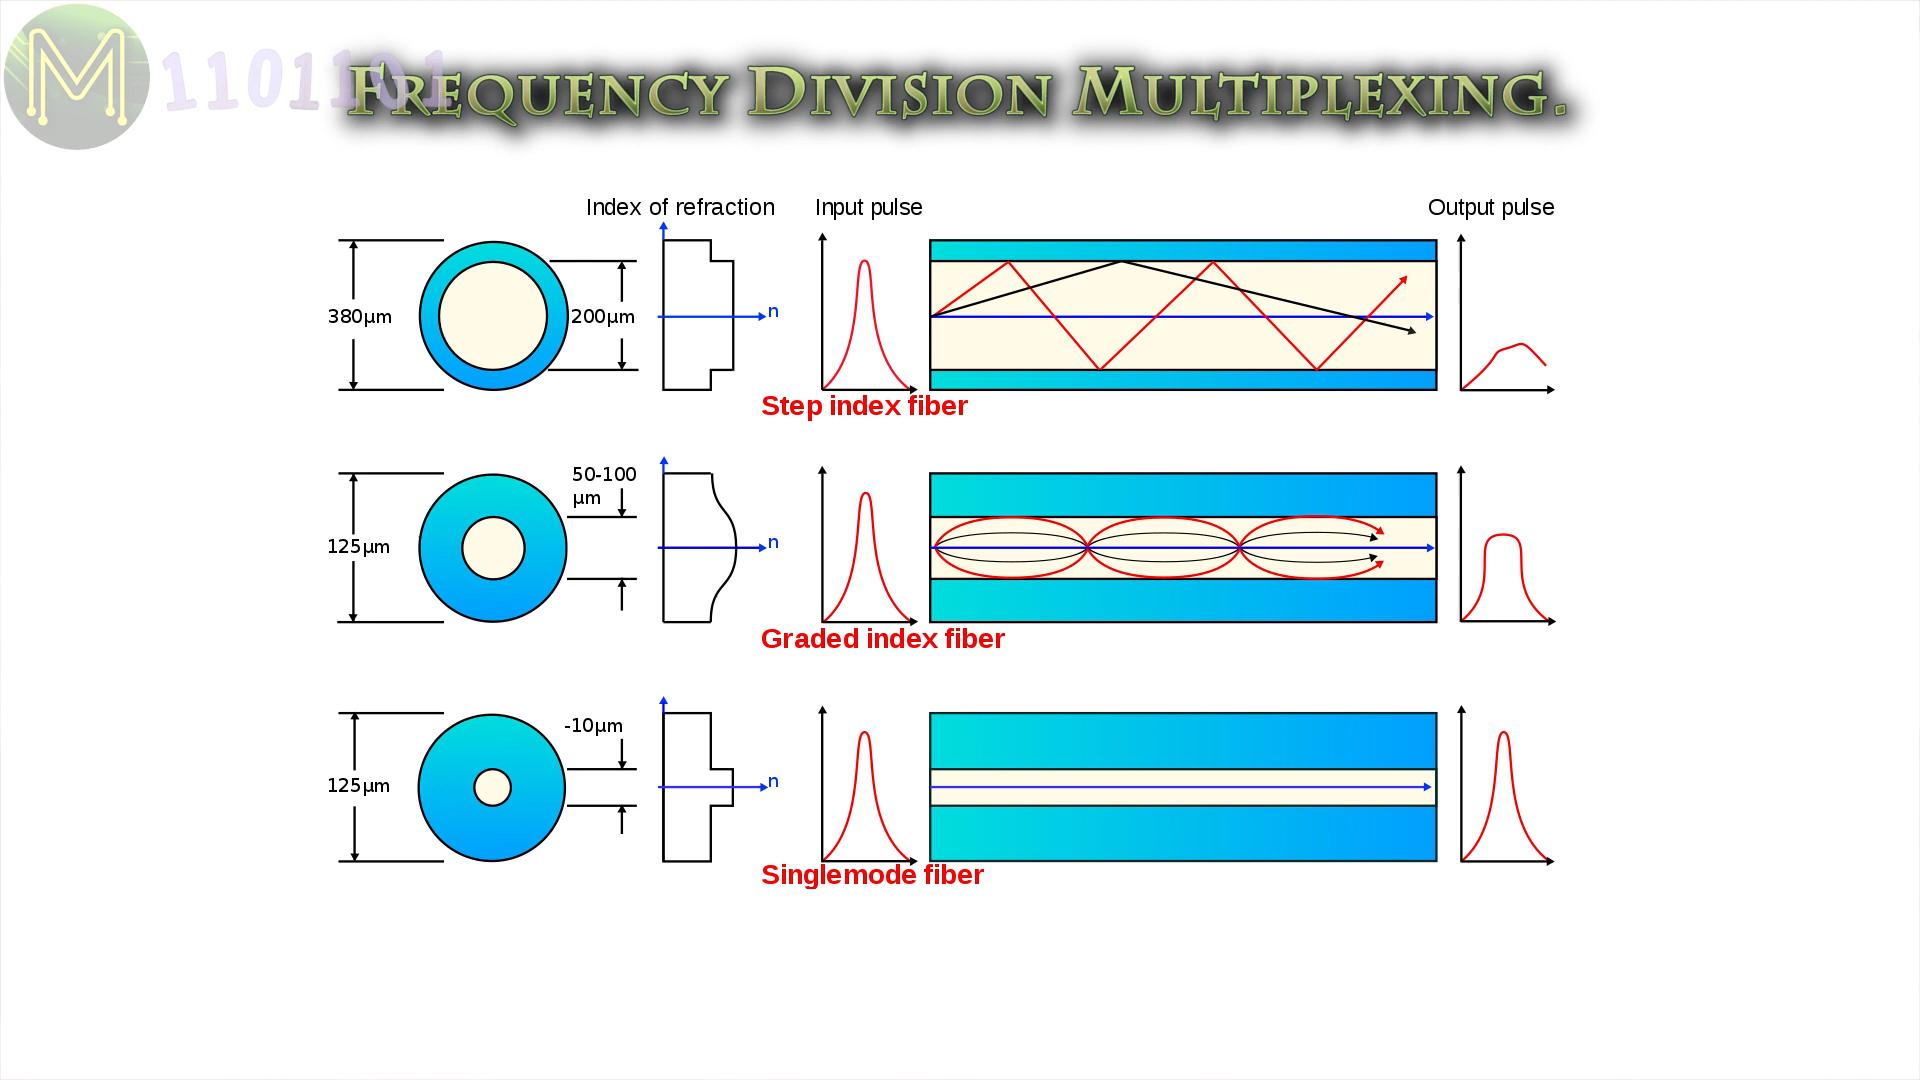 M 1101101
FREQUENCY DIVISION MULTIPLEXING.
Index of refraction
Input pulse
Output pulse
380µm
200µm
n
Step index fiber
50-100
µm
125µm
n
Graded index fiber
-10µm
125µm
n
Singlemode fiber